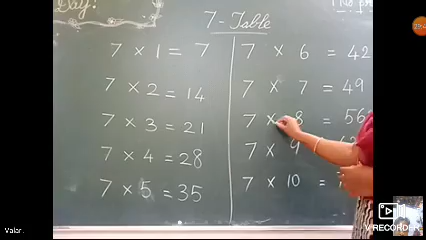 Day:
7-Table
7 × 1 = 7
7 × 2 = 14
7 × 3 = 21
7 × 4 = 28
7 × 5 = 35
7 × 6 = 42
7 × 7 = 49
7 × 8 = 56
7 × 9
7 × 10 =
V RECORDER
Valar.